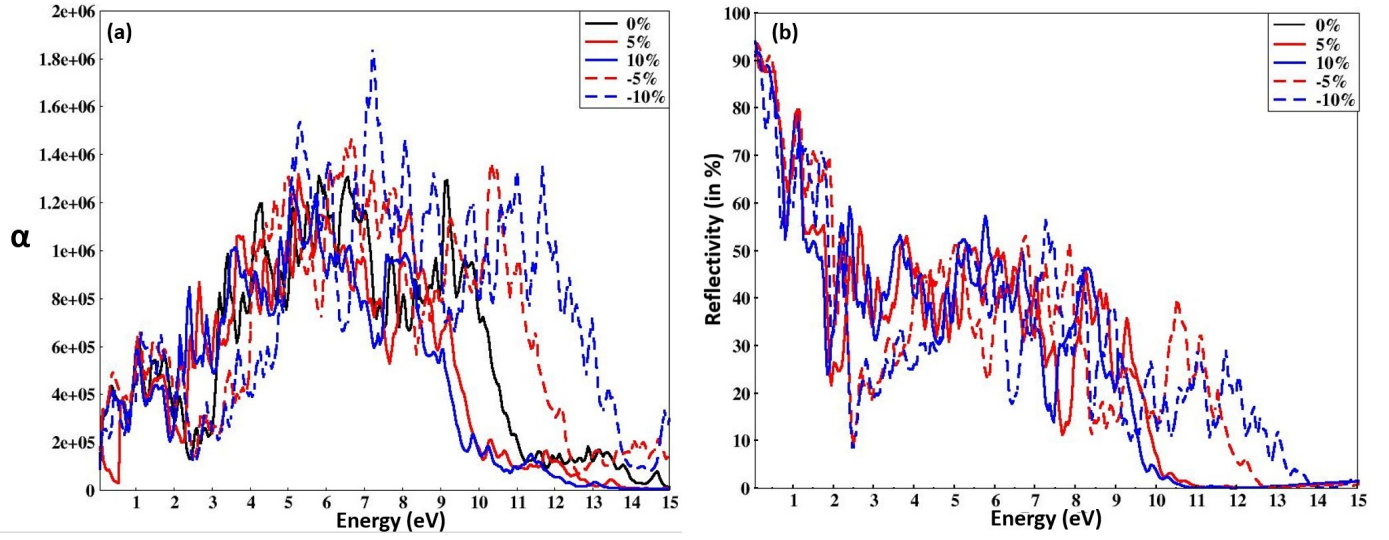 (a)
0%
5%
10%
-5%
-10%
2e+06
1.8e+06
1.6e+06
1.4e+06
1.2e+06
1e+06
8e+05
6e+05
4e+05
2e+05
0
α
1 2 3 4 5 6 7 8 9 10 11 12 13 14 15
Energy (eV)
(b)
0%
5%
10%
-5%
-10%
100
90
80
70
60
50
40
30
20
10
0
Reflectivity (in %)
1 2 3 4 5 6 7 8 9 10 11 12 13 14 15
Energy (eV)